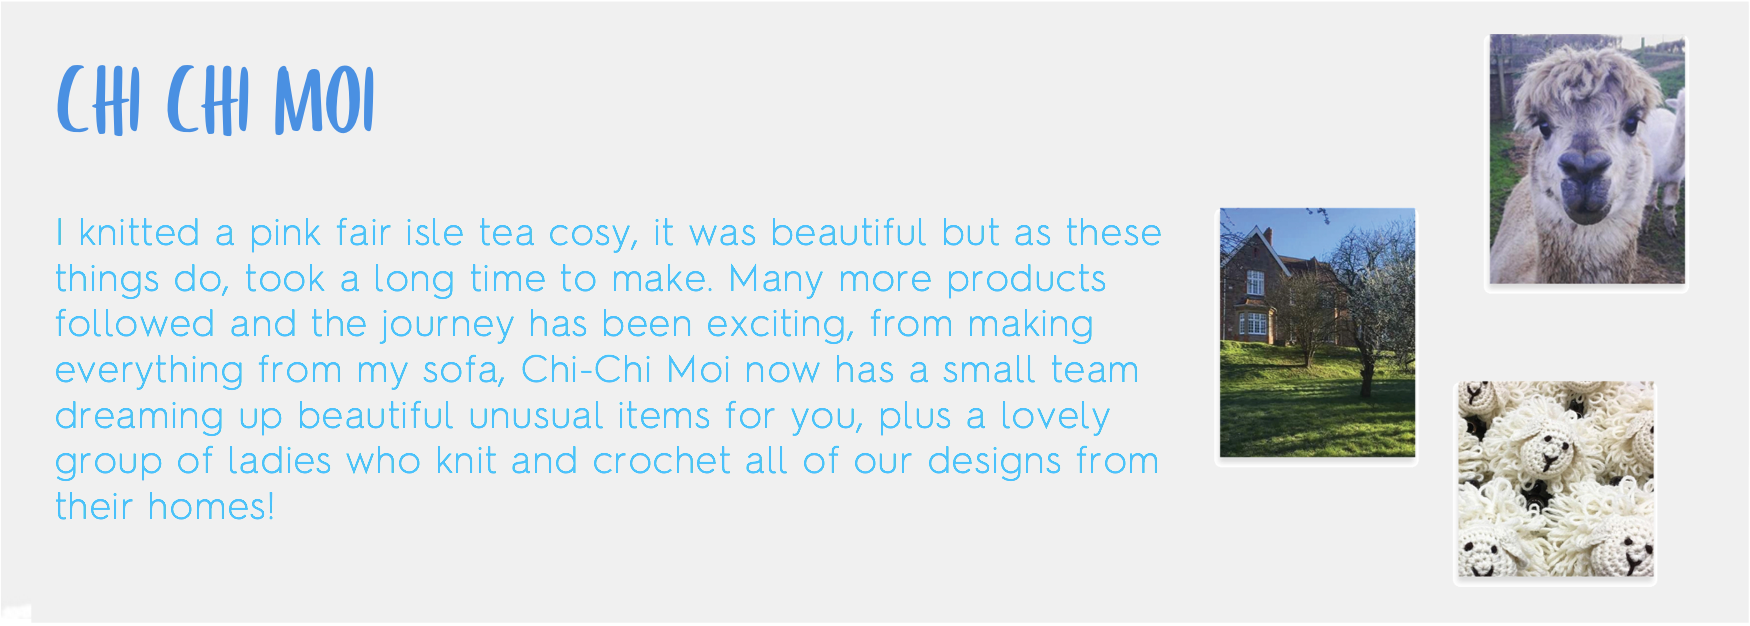 CHI CHI MOI
I knitted a pink fair isle tea cosy, it was beautiful but as these
things do, took a long time to make. Many more products
followed and the journey has been exciting, from making
everything from my sofa, Chi-Chi Moi now has a small team
dreaming up beautiful unusual items for you, plus a lovely
group of ladies who knit and crochet all of our designs from
their homes!